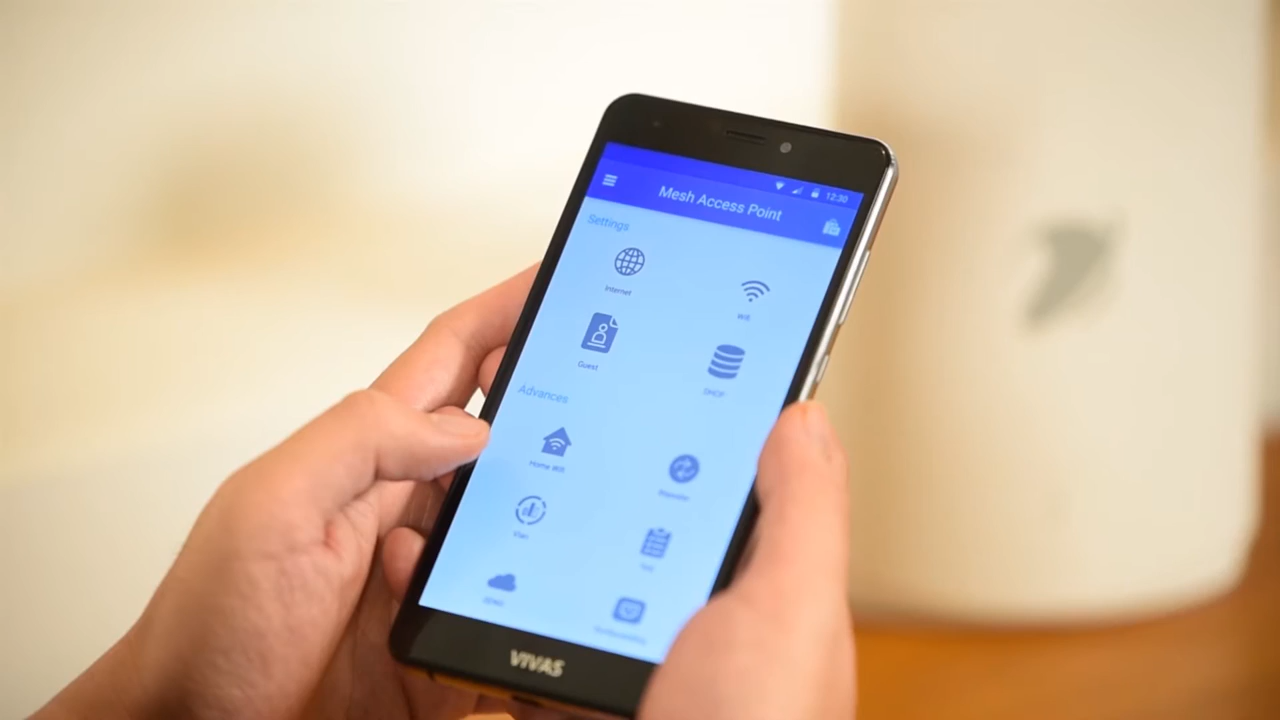 12:30
Mesh Access Point
Settings
Internet
Wifi
Guest
DHCP
Advances
Home Wifi
Vlan
VIVAS